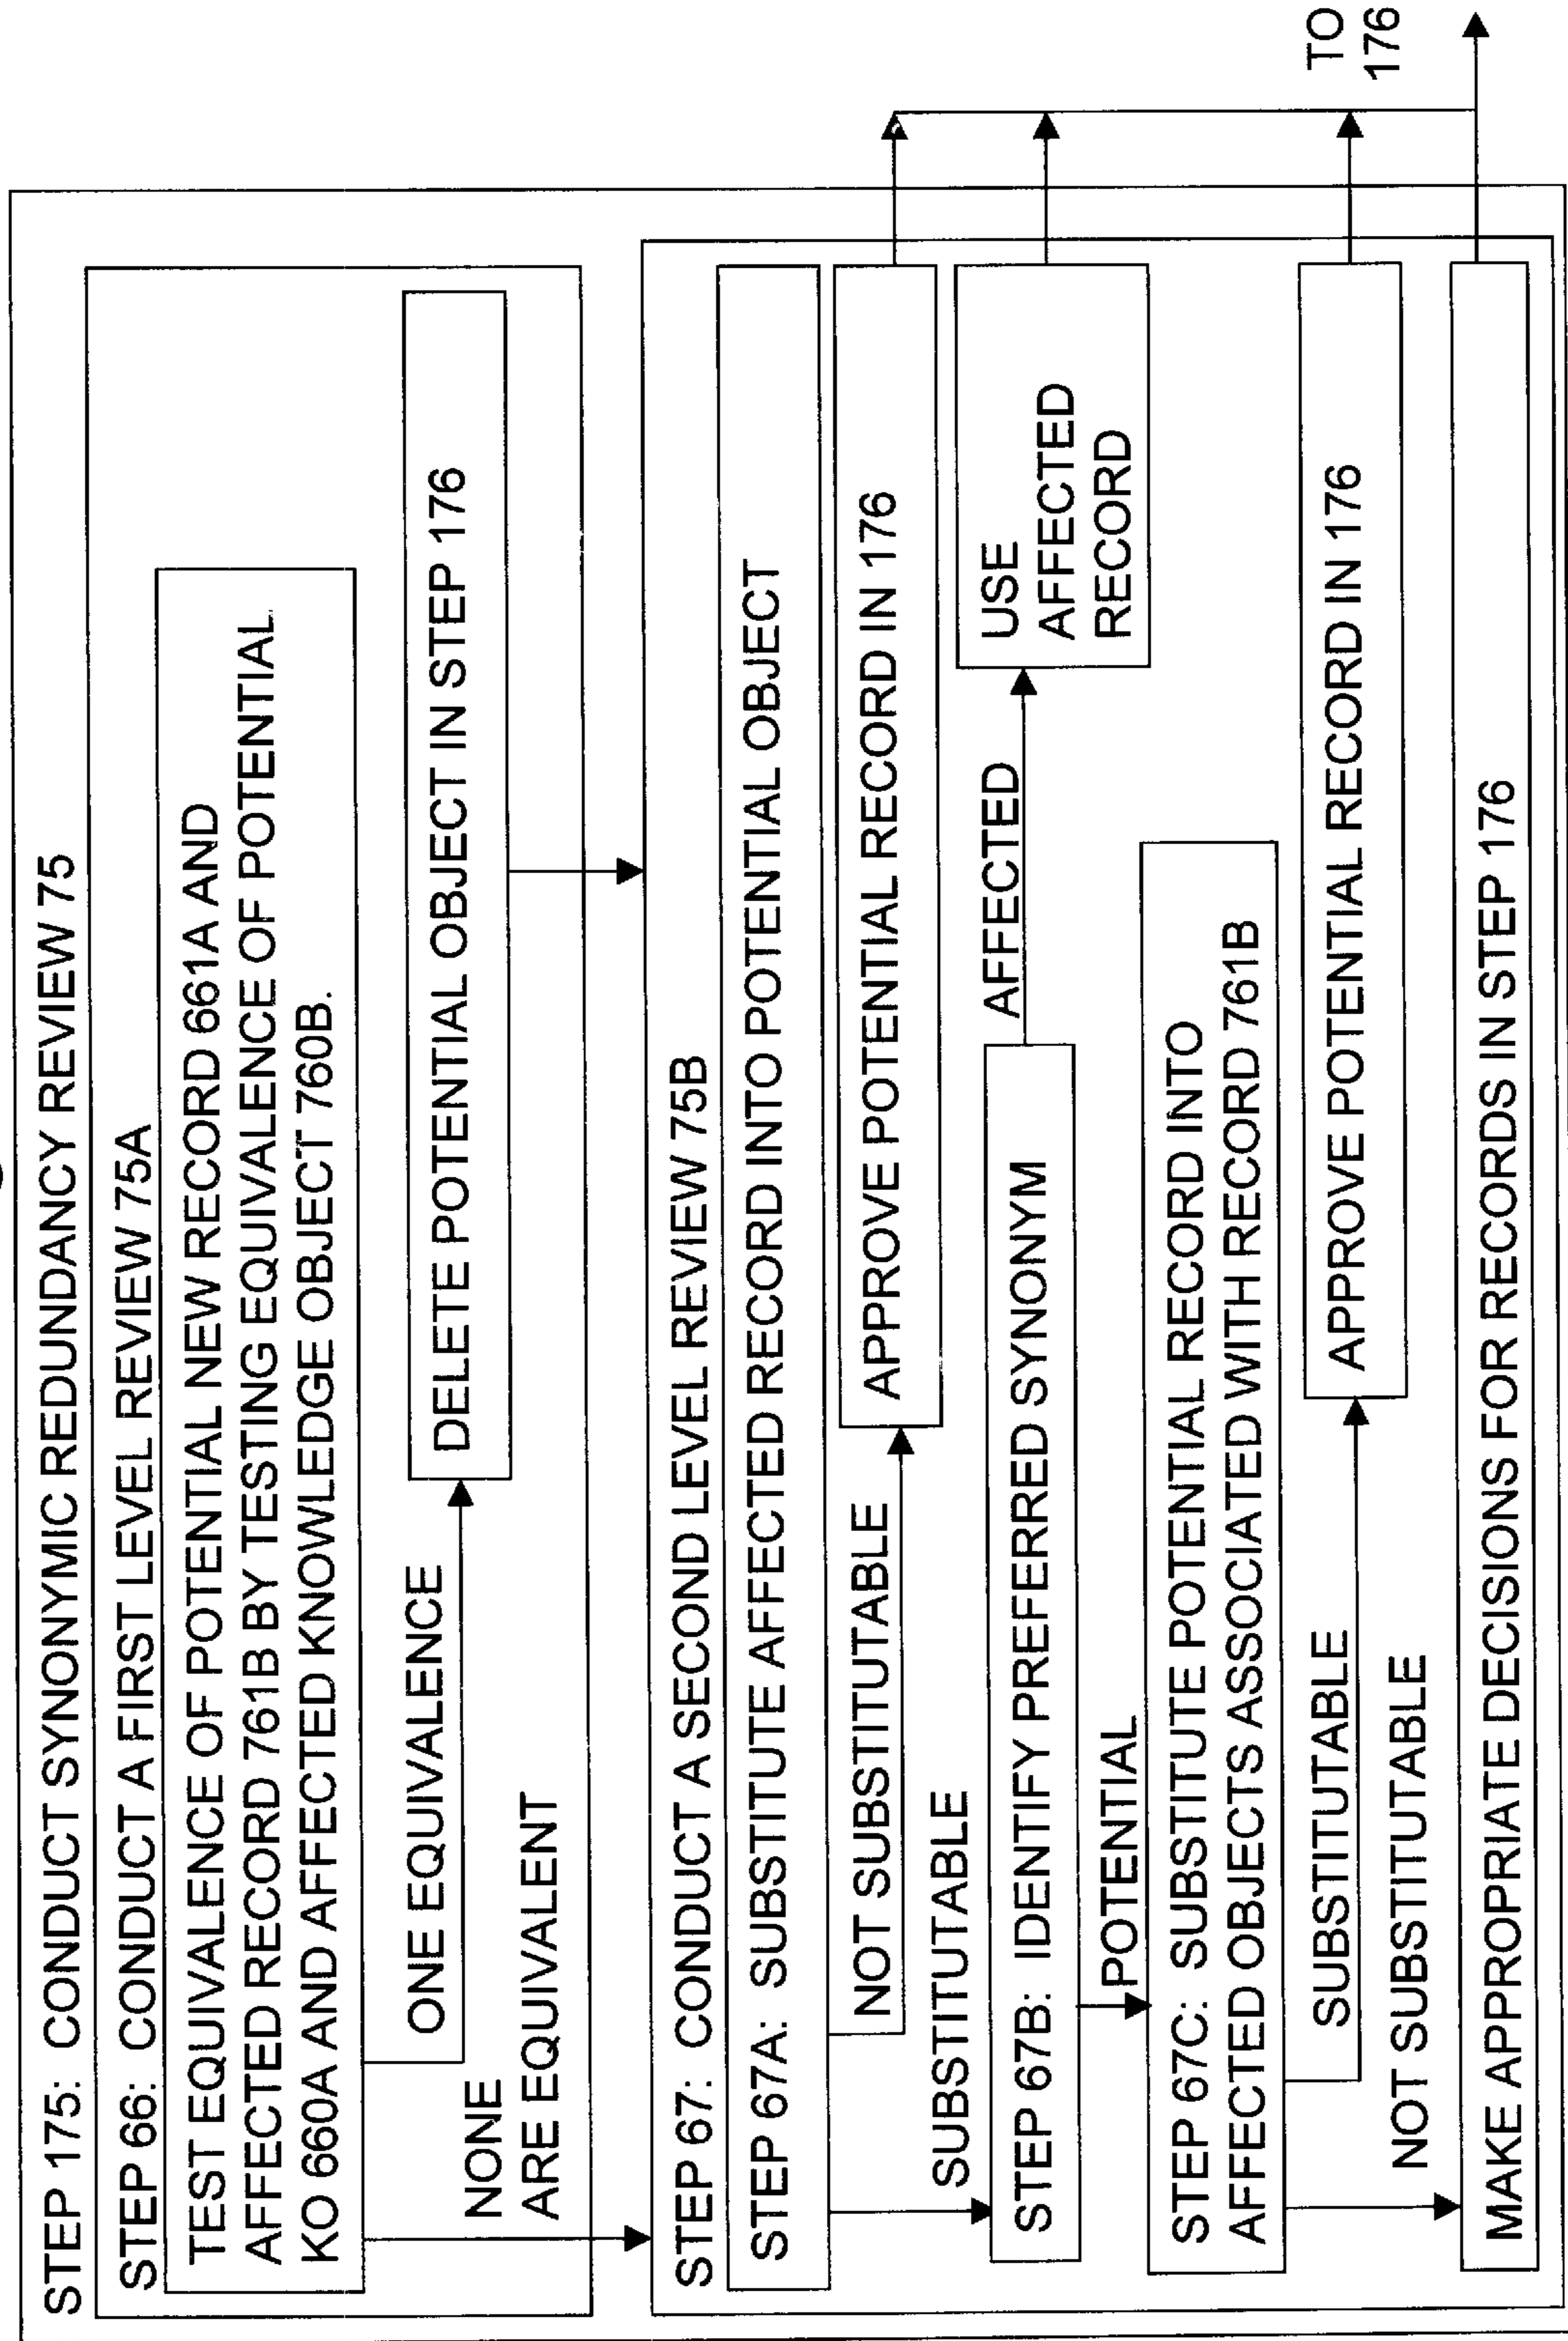 STEP 175: CONDUCT SYNONYMIC REDUNDANCY REVIEW 75
STEP 66: CONDUCT A FIRST LEVEL REVIEW 75A
TEST EQUIVALENCE OF POTENTIAL NEW RECORD 661A AND
AFFECTED RECORD 761B BY TESTING EQUIVALENCE OF POTENTIAL
KO 660A AND AFFECTED KNOWLEDGE OBJECT 760B.
ONE EQUIVALENCE
DELETE POTENTIAL OBJECT IN STEP 176
NONE
ARE EQUIVALENT
STEP 67: CONDUCT A SECOND LEVEL REVIEW 75B
STEP 67A: SUBSTITUTE AFFECTED RECORD INTO POTENTIAL OBJECT
NOT SUBSTITUTABLE
APPROVE POTENTIAL RECORD IN 176
SUBSTITUTABLE
STEP 67B: IDENTIFY PREFERRED SYNONYM
AFFECTED
USE
AFFECTED
RECORD
POTENTIAL
STEP 67C: SUBSTITUTE POTENTIAL RECORD INTO
AFFECTED OBJECTS ASSOCIATED WITH RECORD 761B
SUBSTITUTABLE
APPROVE POTENTIAL RECORD IN 176
NOT SUBSTITUTABLE
MAKE APPROPRIATE DECISIONS FOR RECORDS IN STEP 176
TO
176